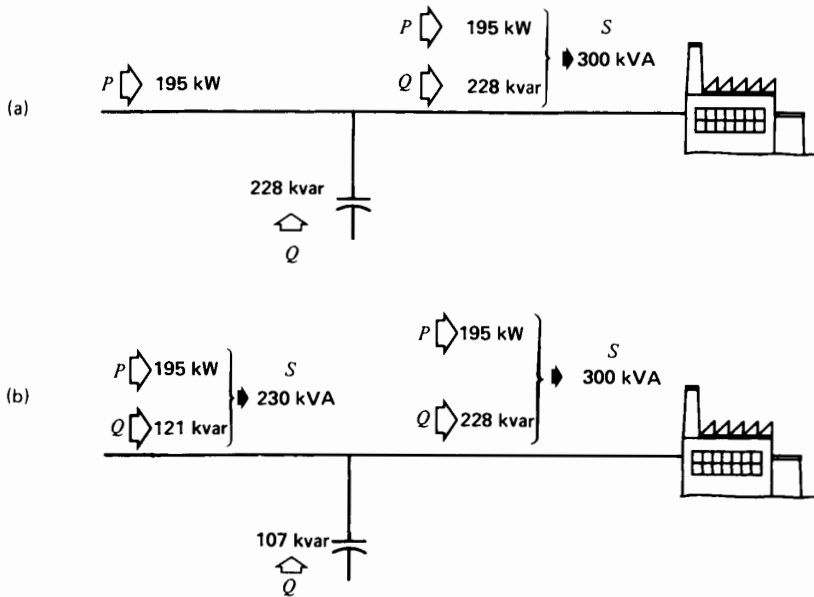 S
P 195 kW
300 kVA
P 195 kW
Q 228 kvar
(a)
228 kvar
Q
P 195 kW
S
300 kVA
P 195 kW
S
230 kVA
(b)
Q 121 kvar
Q 228 kvar
107 kvar
Q